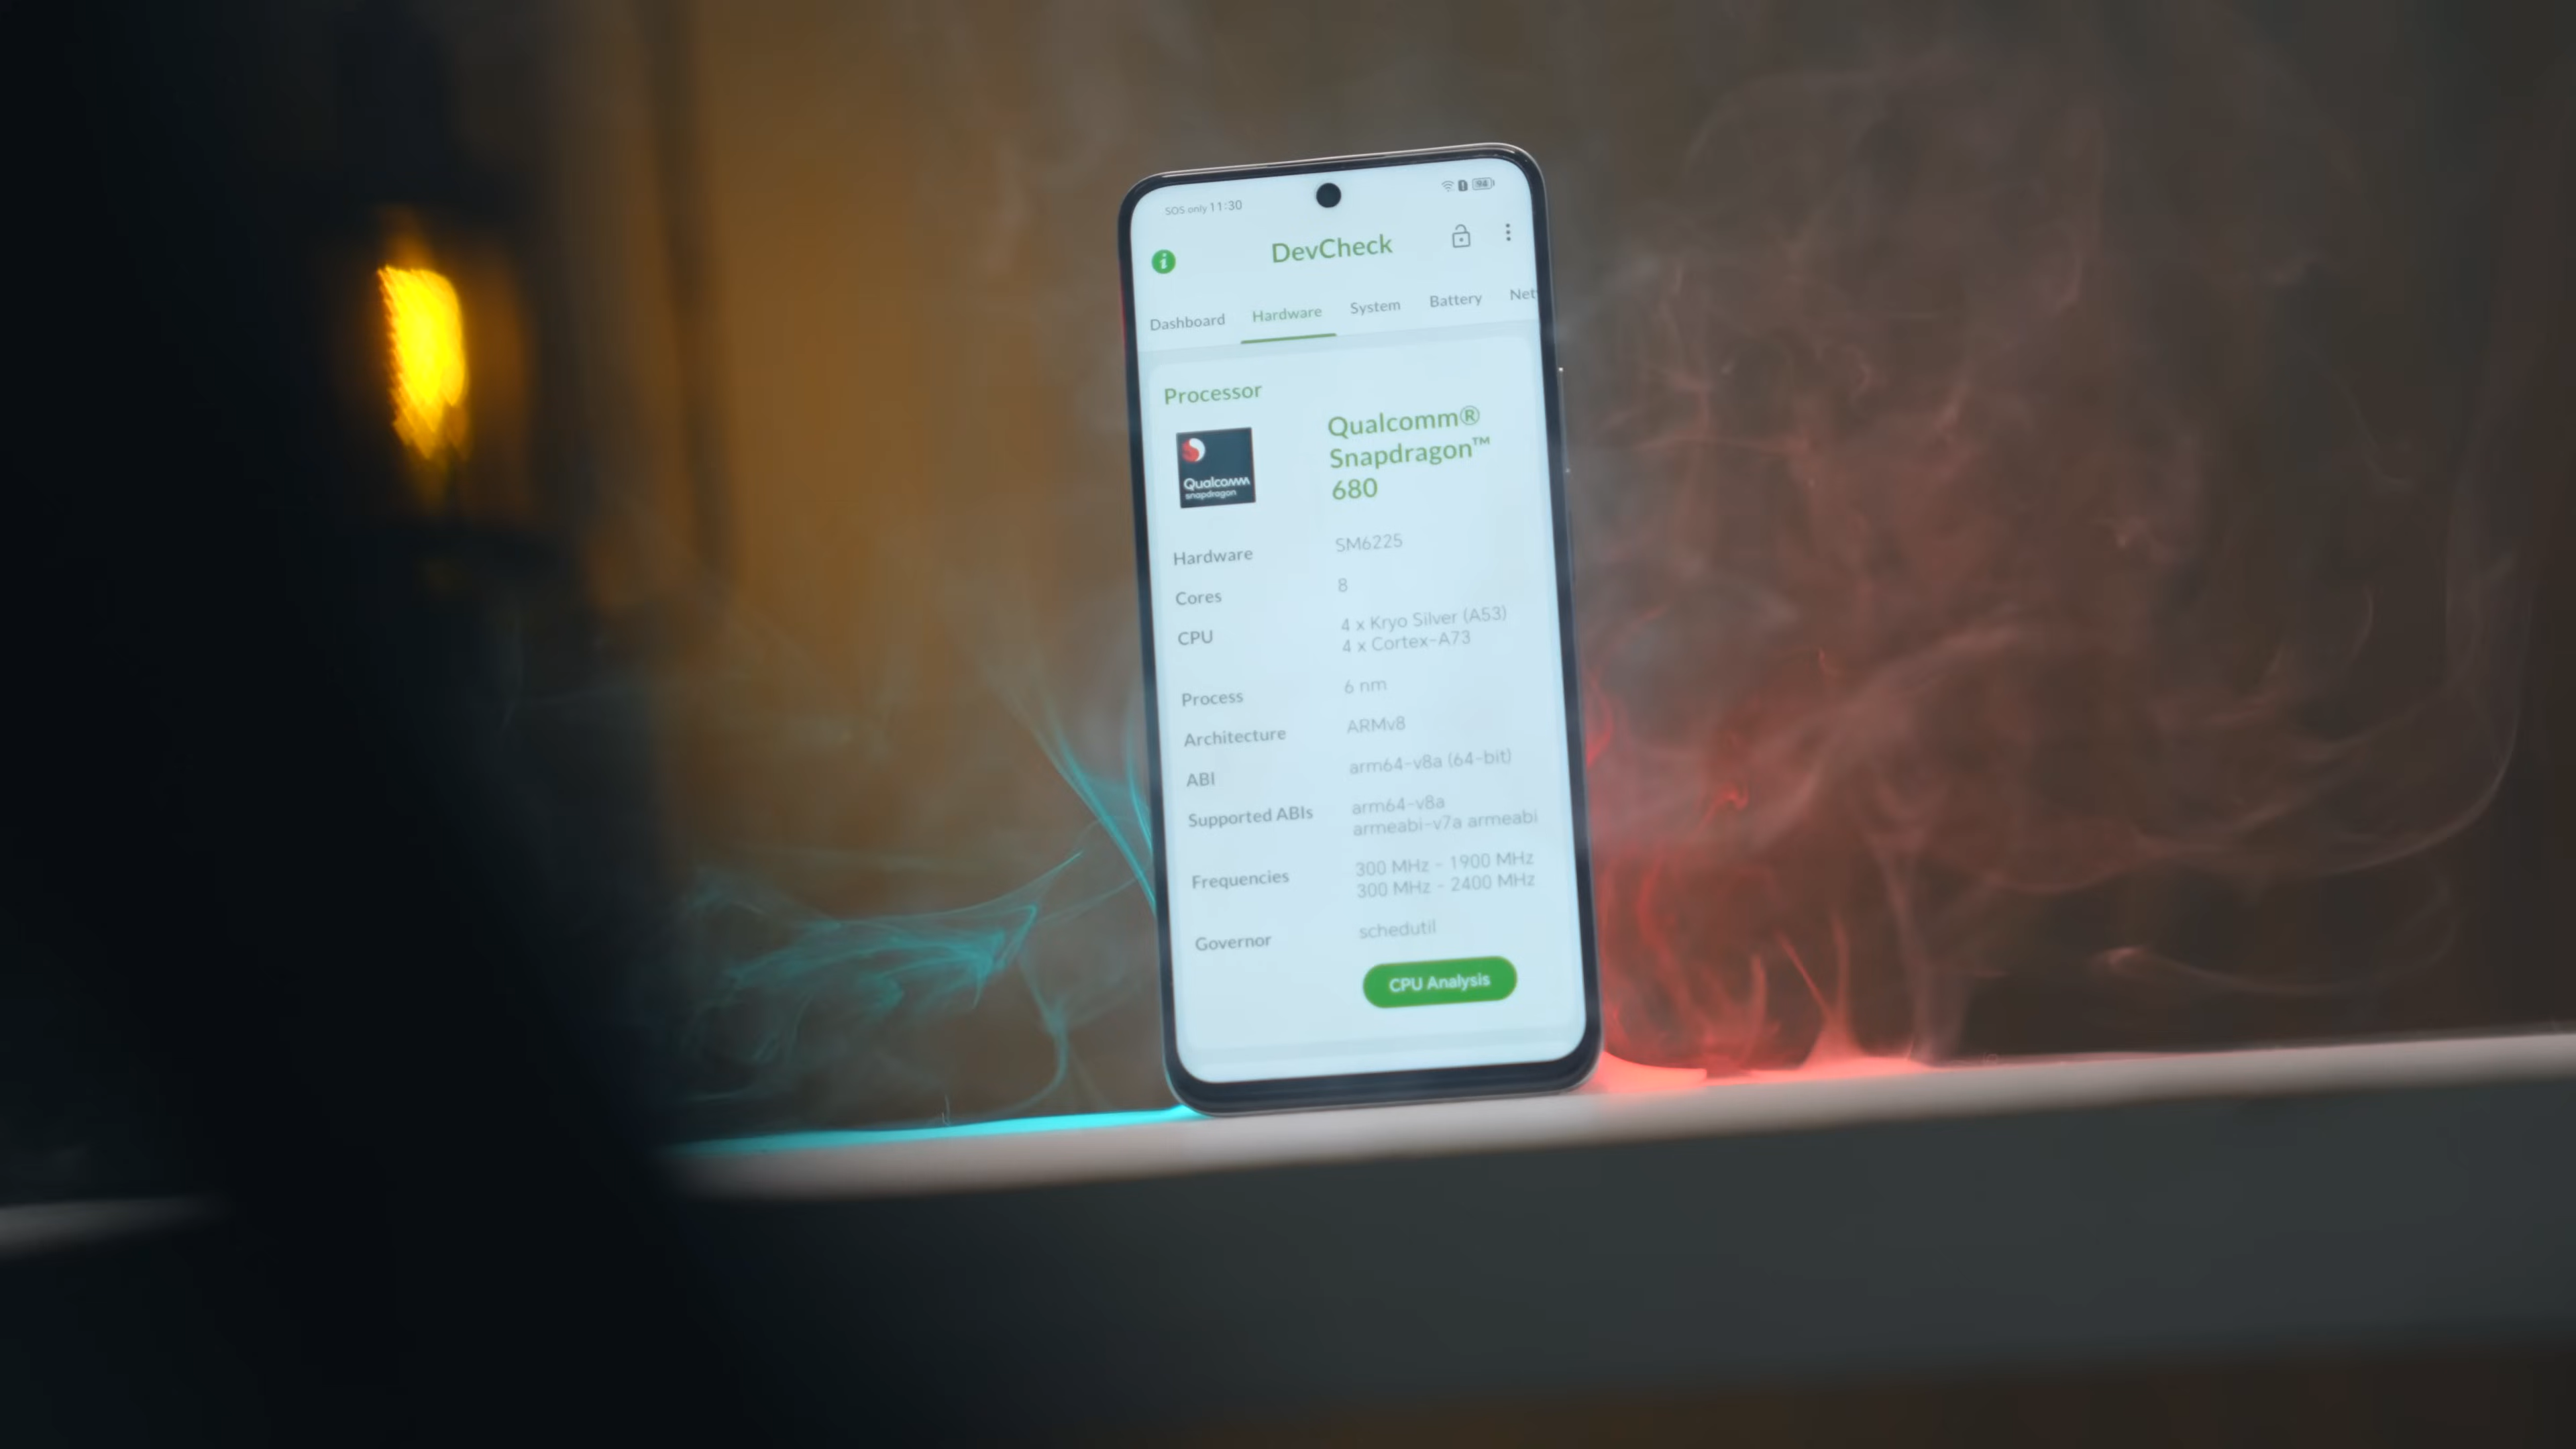 SOS only 11:30
94
DevCheck
Dashboard Hardware System Battery Net
Processor
Qualcomm
snapdragon
Qualcomm®
Snapdragon™
680
Hardware SM6225
Cores 8
CPU 4 x Kryo Silver (A53)
4 x Cortex-A73
Process 6 nm
Architecture ARMv8
ABI arm64-v8a (64-bit)
Supported ABIs arm64-v8a
armeabi-v7a armeabi
Frequencies 300 MHz - 1900 MHz
300 MHz - 2400 MHz
Governor schedutil
CPU Analysis